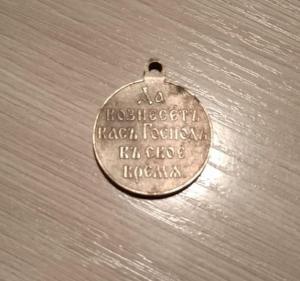 Да
вознесетъ
васъ Господь
въ свое
время